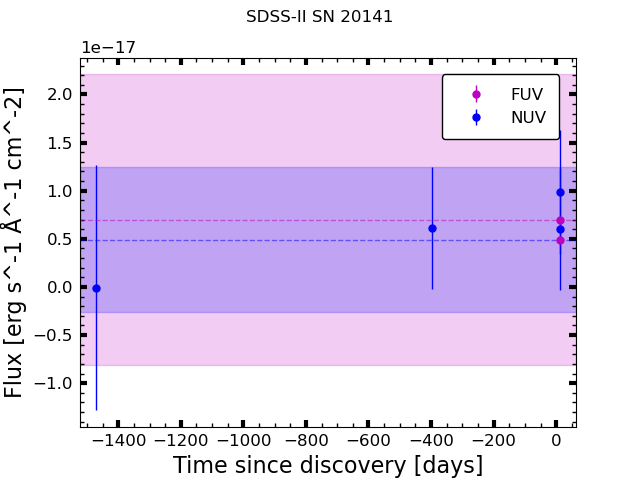 SDSS-II SN 20141
1e−17
FUV
NUV
2.0
1.5
1.0
0.5
0.0
−0.5
−1.0
Flux [erg s^-1 Å^-1 cm^-2]
−1400 −1200 −1000 −800 −600 −400 −200 0
Time since discovery [days]